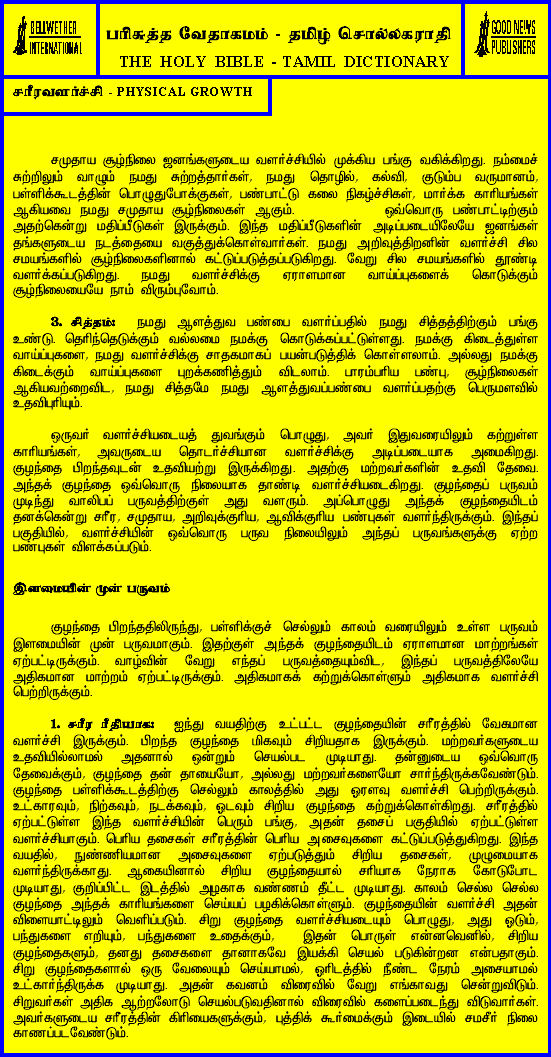 BELLWETHER
INTERNATIONAL
பரிசுத்த வேதாகமம் - தமிழ் சொல்லகராதி
THE HOLY BIBLE - TAMIL DICTIONARY
GOOD NEWS
PUBLISHERS
சரீரவளர்ச்சி - PHYSICAL GROWTH
சமுதாய சூழ்நிலை ஜனங்களுடைய வளர்ச்சியில் முக்கிய பங்கு வகிக்கிறது. நம்மைச்
சுற்றிலும் வாழும் நமது சுற்றத்தார்கள், நமது தொழில், கல்வி, குடும்ப வருமானம்,
பள்ளிக்கூடத்தின் பொழுதுபோக்குகள், பண்பாட்டு கலை நிகழ்ச்சிகள், மார்க்க காரியங்கள்
ஆகியவை நமது சமுதாய சூழ்நிலைகள் ஆகும். ஒவ்வொரு பண்பாட்டிற்கும்
அதற்கென்று மதிப்பீடுகள் இருக்கும். இந்த மதிப்பீடுகளின் அடிப்படையிலேயே ஜனங்கள்
தங்களுடைய நடத்தையை வகுத்துக்கொள்வார்கள். நமது அறிவுத்திறனின் வளர்ச்சி சில
சமயங்களில் சூழ்நிலைகளினால் கட்டுப்படுத்தப்படுகிறது. வேறு சில சமயங்களில் தூண்டி
வளர்க்கப்படுகிறது. நமது வளர்ச்சிக்கு ஏராளமான வாய்ப்புகளைக் கொடுக்கும்
சூழ்நிலையையே நாம் விரும்புவோம்.
3. சித்தம்: நமது ஆளத்துவ பண்பை வளர்ப்பதில் நமது சித்தத்திற்கும் பங்கு
உண்டு. தெரிந்தெடுக்கும் வல்லமை நமக்கு கொடுக்கப்பட்டுள்ளது. நமக்கு கிடைத்துள்ள
வாய்ப்புகளை, நமது வளர்ச்சிக்கு சாதகமாகப் பயன்படுத்திக் கொள்ளலாம். அல்லது நமக்கு
கிடைக்கும் வாய்ப்புகளை புறக்கணித்தும் விடலாம். பாரம்பரிய பண்பு, சூழ்நிலைகள்
ஆகியவற்றைவிட, நமது சித்தமே நமது ஆளத்துவப்பண்பை வளர்ப்பதற்கு பெருமளவில்
உதவிபுரியும்.
ஒருவர் வளர்ச்சியடையத் துவங்கும் பொழுது, அவர் இதுவரையிலும் கற்றுள்ள
காரியங்கள், அவருடைய தொடர்ச்சியான வளர்ச்சிக்கு அடிப்படையாக அமைகிறது.
குழந்தை பிறந்தவுடன் உதவியற்று இருக்கிறது. அதற்கு மற்றவர்களின் உதவி தேவை.
அந்தக் குழந்தை ஒவ்வொரு நிலையாக தாண்டி வளர்ச்சியடைகிறது. குழந்தைப் பருவம்
முடிந்து வாலிபப் பருவத்திற்குள் அது வளரும். அப்பொழுது அந்தக் குழந்தையிடம்
தனக்கென்று சரீர, சமுதாய, அறிவுக்குரிய, ஆவிக்குரிய பண்புகள் வளர்ந்திருக்கும். இந்தப்
பகுதியில், வளர்ச்சியின் ஒவ்வொரு பருவ நிலையிலும் அந்தப் பருவங்களுக்கு ஏற்ற
பண்புகள் விளக்கப்படும்.
இளமையின் முன் பருவம்
குழந்தை பிறந்ததிலிருந்து, பள்ளிக்குச் செல்லும் காலம் வரையிலும் உள்ள பருவம்
இளமையின் முன் பருவமாகும். இதற்குள் அந்தக் குழந்தையிடம் ஏராளமான மாற்றங்கள்
ஏற்பட்டிருக்கும். வாழ்வின் வேறு எந்தப் பருவத்தையும்விட, இந்தப் பருவத்திலேயே
அதிகமான மாற்றம் ஏற்பட்டிருக்கும். அதிகமாகக் கற்றுக்கொள்ளும் அதிகமாக வளர்ச்சி
பெற்றிருக்கும்.
1. சரீர ரீதியாக: ஐந்து வயதிற்கு உட்பட்ட குழந்தையின் சரீரத்தில் வேகமான
வளர்ச்சி இருக்கும். பிறந்த குழந்தை மிகவும் சிறியதாக இருக்கும். மற்றவர்களுடைய
உதவியில்லாமல் அதனால் ஒன்றும் செயல்பட முடியாது. தன்னுடைய ஒவ்வொரு
தேவைக்கும், குழந்தை தன் தாயையோ, அல்லது மற்றவர்களையோ சார்ந்திருக்கவேண்டும்.
குழந்தை பள்ளிக்கூடத்திற்கு செல்லும் காலத்தில் அது ஓரளவு வளர்ச்சி பெற்றிருக்கும்.
உட்காரவும், நிற்கவும், நடக்கவும், ஓடவும் சிறிய குழந்தை கற்றுக்கொள்கிறது. சரீரத்தில்
ஏற்பட்டுள்ள இந்த வளர்ச்சியின் பெரும் பங்கு, அதன் தசைப் பகுதியில் ஏற்பட்டுள்ள
வளர்ச்சியாகும். பெரிய தசைகள் சரீரத்தின் பெரிய அசைவுகளை கட்டுப்படுத்துகிறது. இந்த
வயதில், நுண்ணியமான அசைவுகளை ஏற்படுத்தும் சிறிய தசைகள், முழுமையாக
வளர்ந்திருக்காது. ஆகையினால் சிறிய குழந்தையால் சரியாக நேராக கோடுபோட
முடியாது, குறிப்பிட்ட இடத்தில் அழகாக வண்ணம் தீட்ட முடியாது. காலம் செல்ல செல்ல
குழந்தை அந்தக் காரியங்களை செய்யப் பழகிக்கொள்ளும். குழந்தையின் வளர்ச்சி அதன்
விளையாட்டிலும் வெளிப்படும். சிறு குழந்தை வளர்ச்சியடையும் பொழுது, அது ஓடும்,
பந்துகளை எறியும், பந்துகளை உதைக்கும், இதன் பொருள் என்னவெனில், சிறிய
குழந்தைகளும், தனது தசைகளை தானாகவே இயக்கி செயல் படுகின்றன என்பதாகும்.
சிறு குழந்தைகளால் ஒரு வேலையும் செய்யாமல், ஓரிடத்தில் நீண்ட நேரம் அசையாமல்
உட்கார்ந்திருக்க முடியாது. அதன் கவனம் விரைவில் வேறு எங்காவது சென்றுவிடும்.
சிறுவர்கள் அதிக ஆற்றலோடு செயல்படுவதினால் விரைவில் களைப்படைந்து விடுவார்கள்.
அவர்களுடைய சரீரத்தின் கிரியைகளுக்கும், புத்திக் கூர்மைக்கும் இடையில் சமசீர் நிலை
காணப்படவேண்டும்.